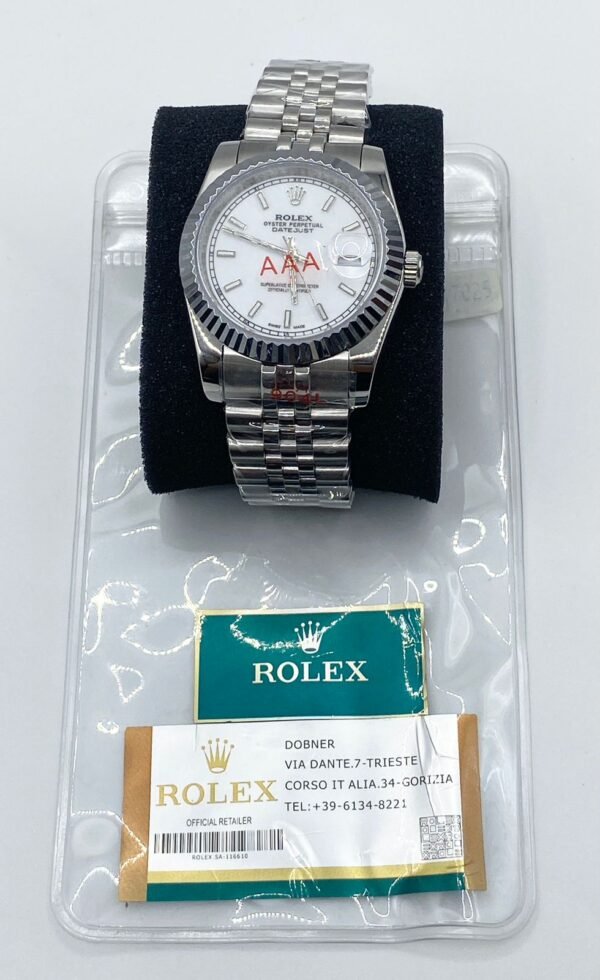 ROLEX
OYSTER PERPETUAL
DATEJUST
AAA
SWISS MADE
ROLEX
DOBNER
VIA DANTE.7-TRIESTE
CORSO IT ALIA.34-GORIZIA
TEL:+39-6134-8221
ROLEX
OFFICIAL RETAILER
ROLEX.SA-116610